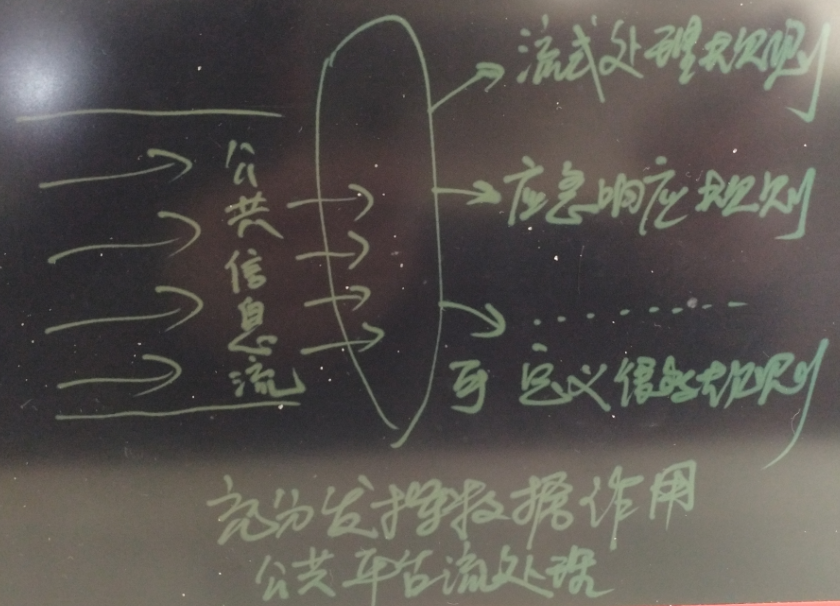 公共信息流
流式处理规则
应急响应规则
............
可定义信号规则
充分发挥数据作用
公共平台流处理